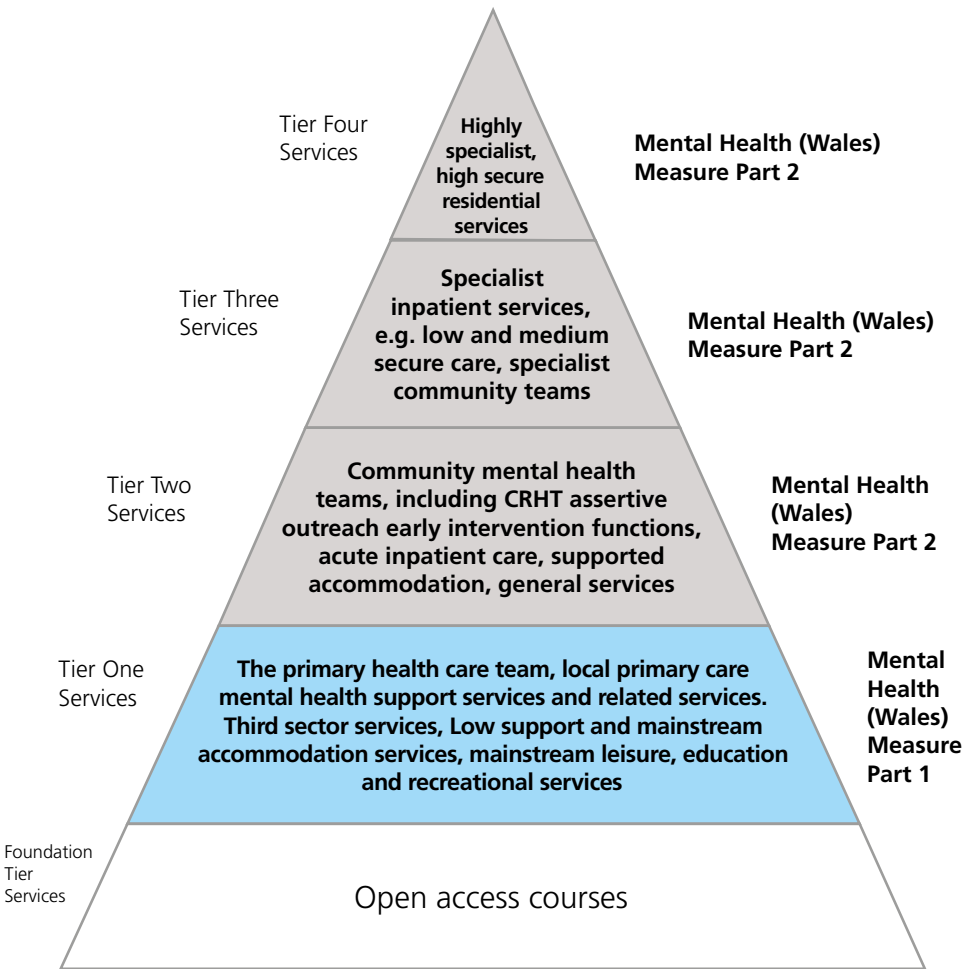 Tier Four
Services
Highly
specialist,
high secure
residential
services
Mental Health (Wales)
Measure Part 2
Tier Three
Services
Specialist
inpatient services,
e.g. low and medium
secure care, specialist
community teams
Mental Health (Wales)
Measure Part 2
Tier Two
Services
Community mental health
teams, including CRHT assertive
outreach early intervention functions,
acute inpatient care, supported
accommodation, general services
Mental Health
(Wales)
Measure Part 2
Tier One
Services
The primary health care team, local primary care
mental health support services and related services.
Third sector services, Low support and mainstream
accommodation services, mainstream leisure, education
and recreational services
Mental
Health
(Wales)
Measure
Part 1
Foundation
Tier
Services
Open access courses